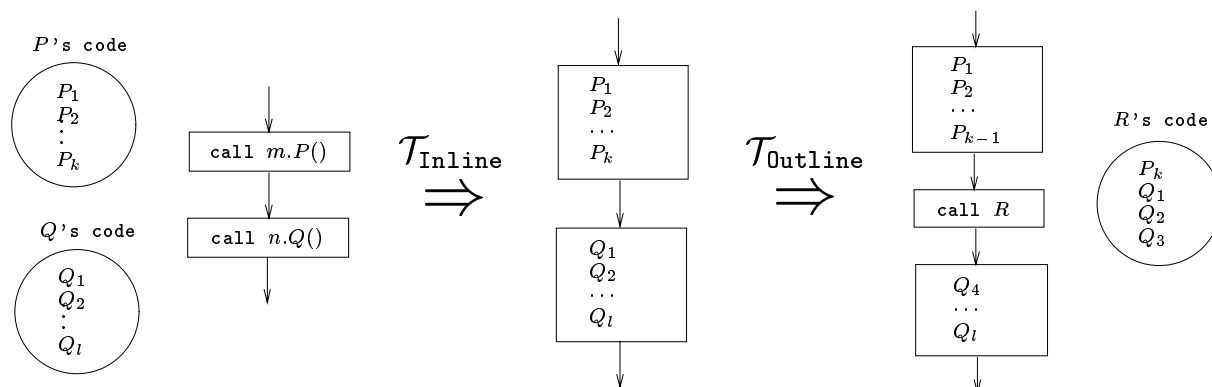 P's code
P₁
P₂
.
.
Pₖ
Q's code
Q₁
Q₂
.
.
Qₗ
call m.P()
call n.Q()
𝒯Inline
⇒
P₁
P₂
...
Pₖ
Q₁
Q₂
...
Qₗ
𝒯Outline
⇒
P₁
P₂
...
Pₖ₋₁
call R
Q₄
...
Qₗ
R's code
Pₖ
Q₁
Q₂
Q₃